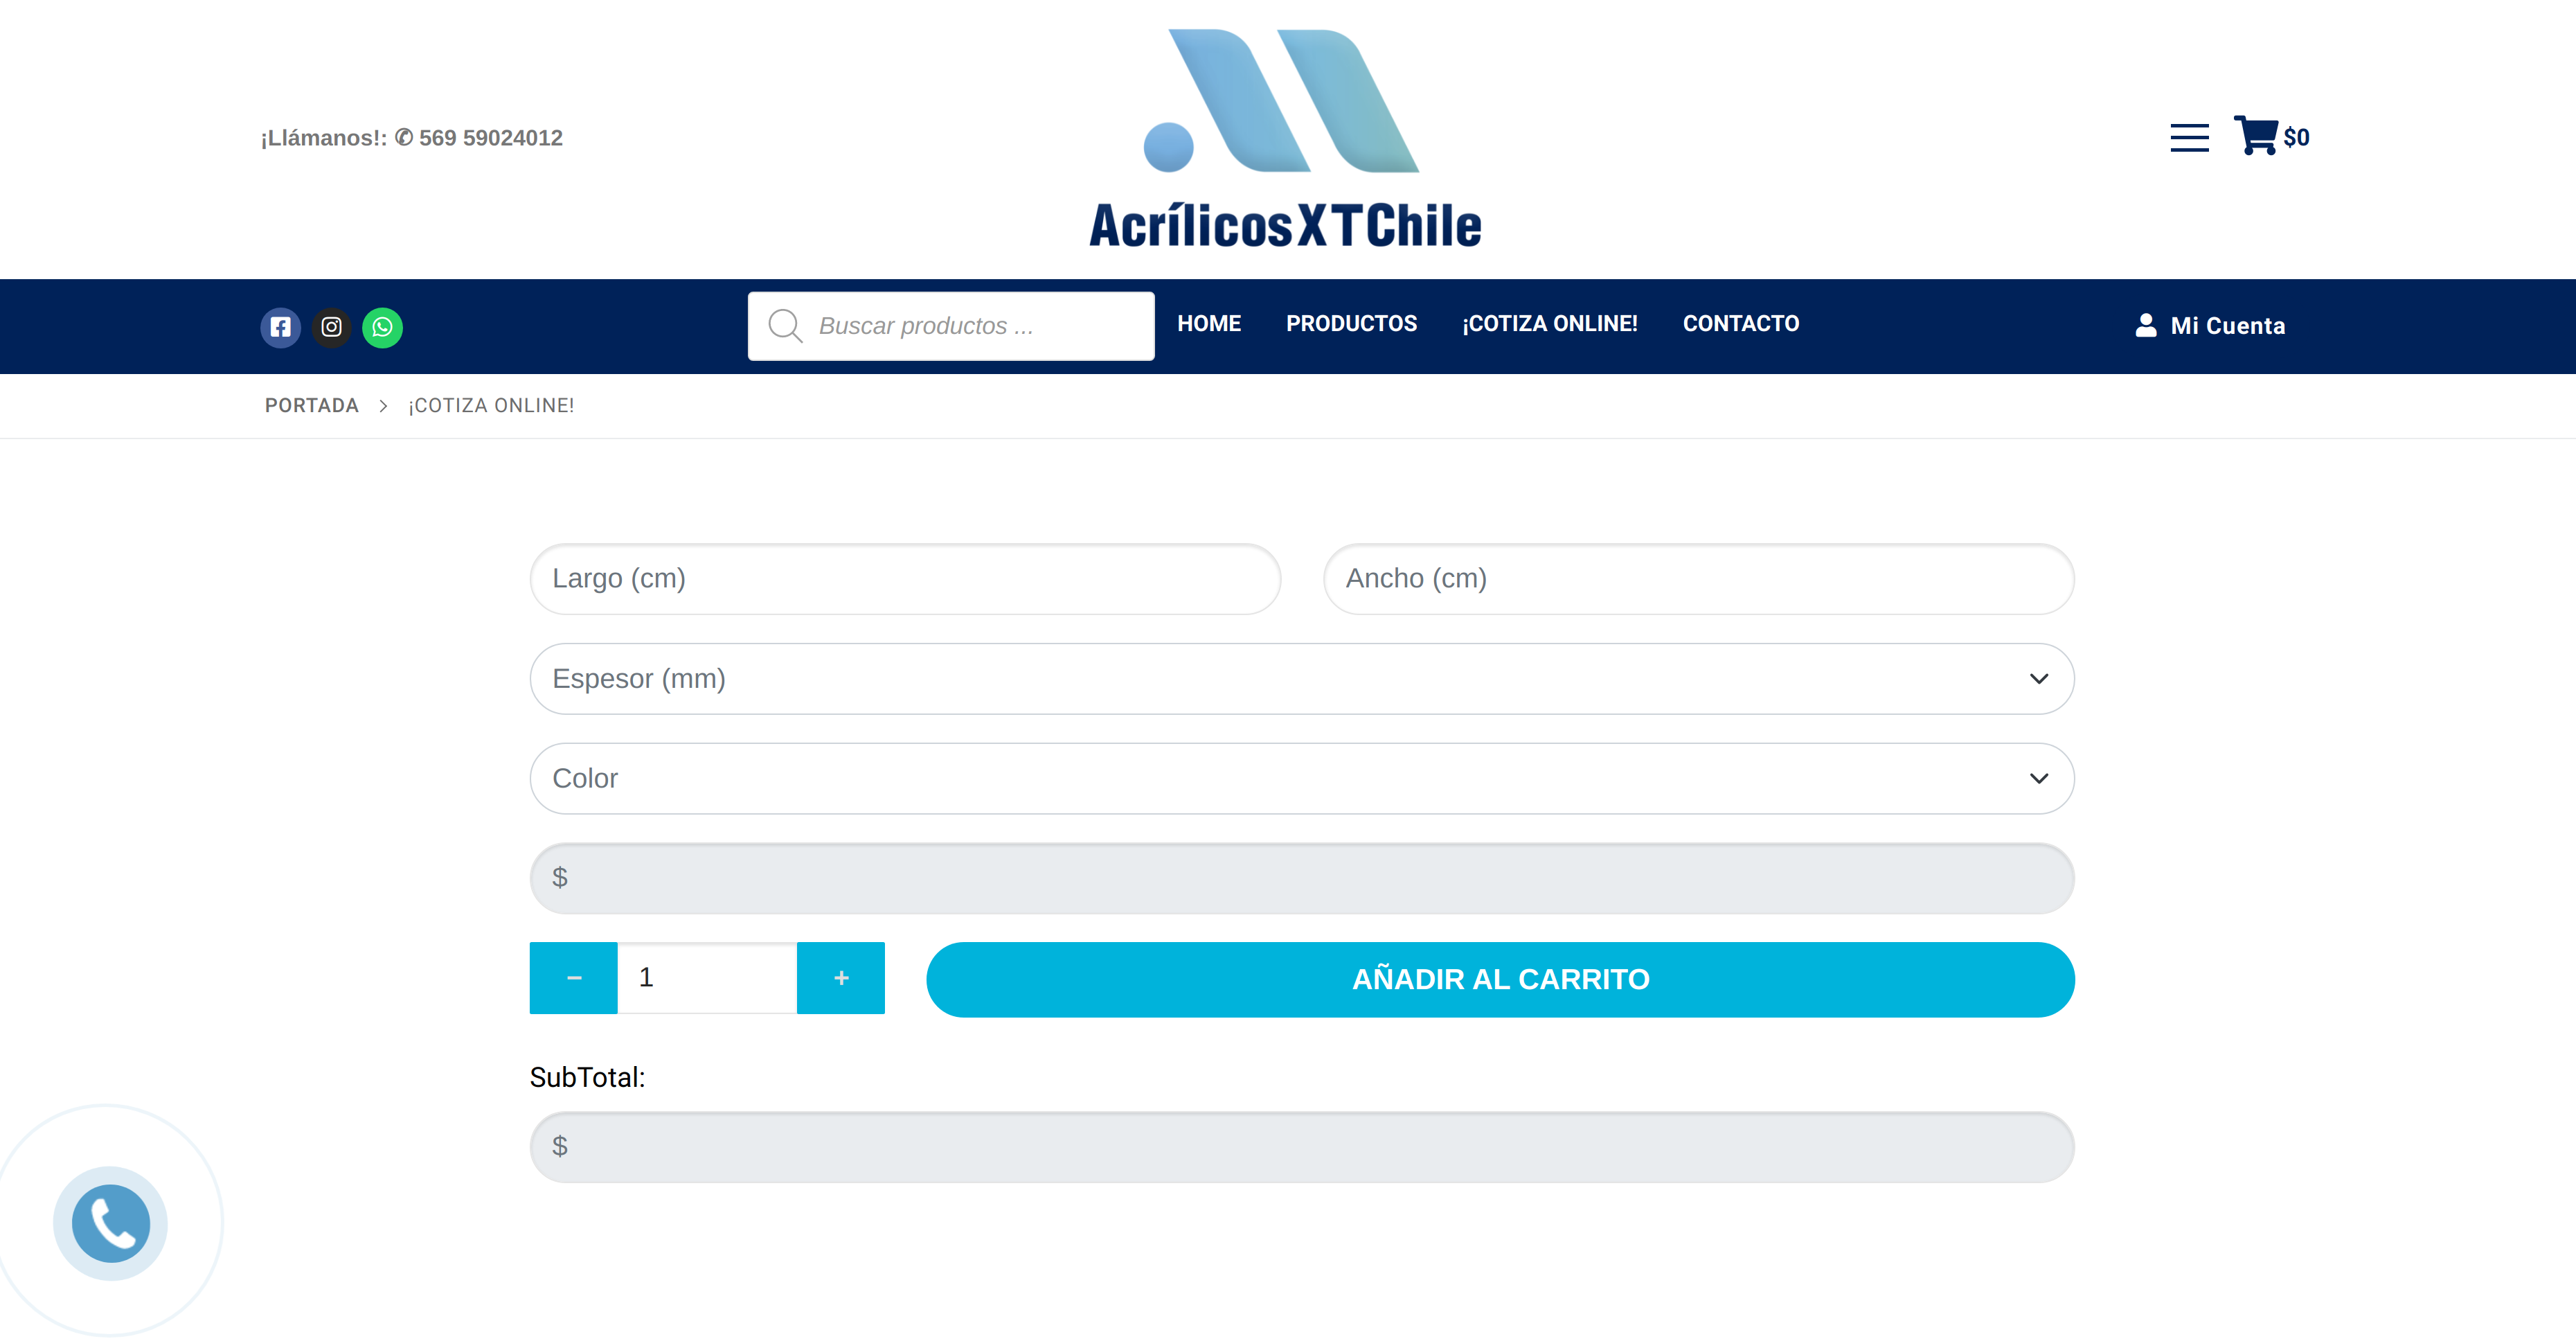 ¡Llámanos!: ✆ 569 59024012
AcrílicosXTChile
$0
Buscar productos ...
HOME
PRODUCTOS
¡COTIZA ONLINE!
CONTACTO
Mi Cuenta
PORTADA > ¡COTIZA ONLINE!
Largo (cm)
Ancho (cm)
Espesor (mm)
Color
$
− 1 +
AÑADIR AL CARRITO
SubTotal:
$